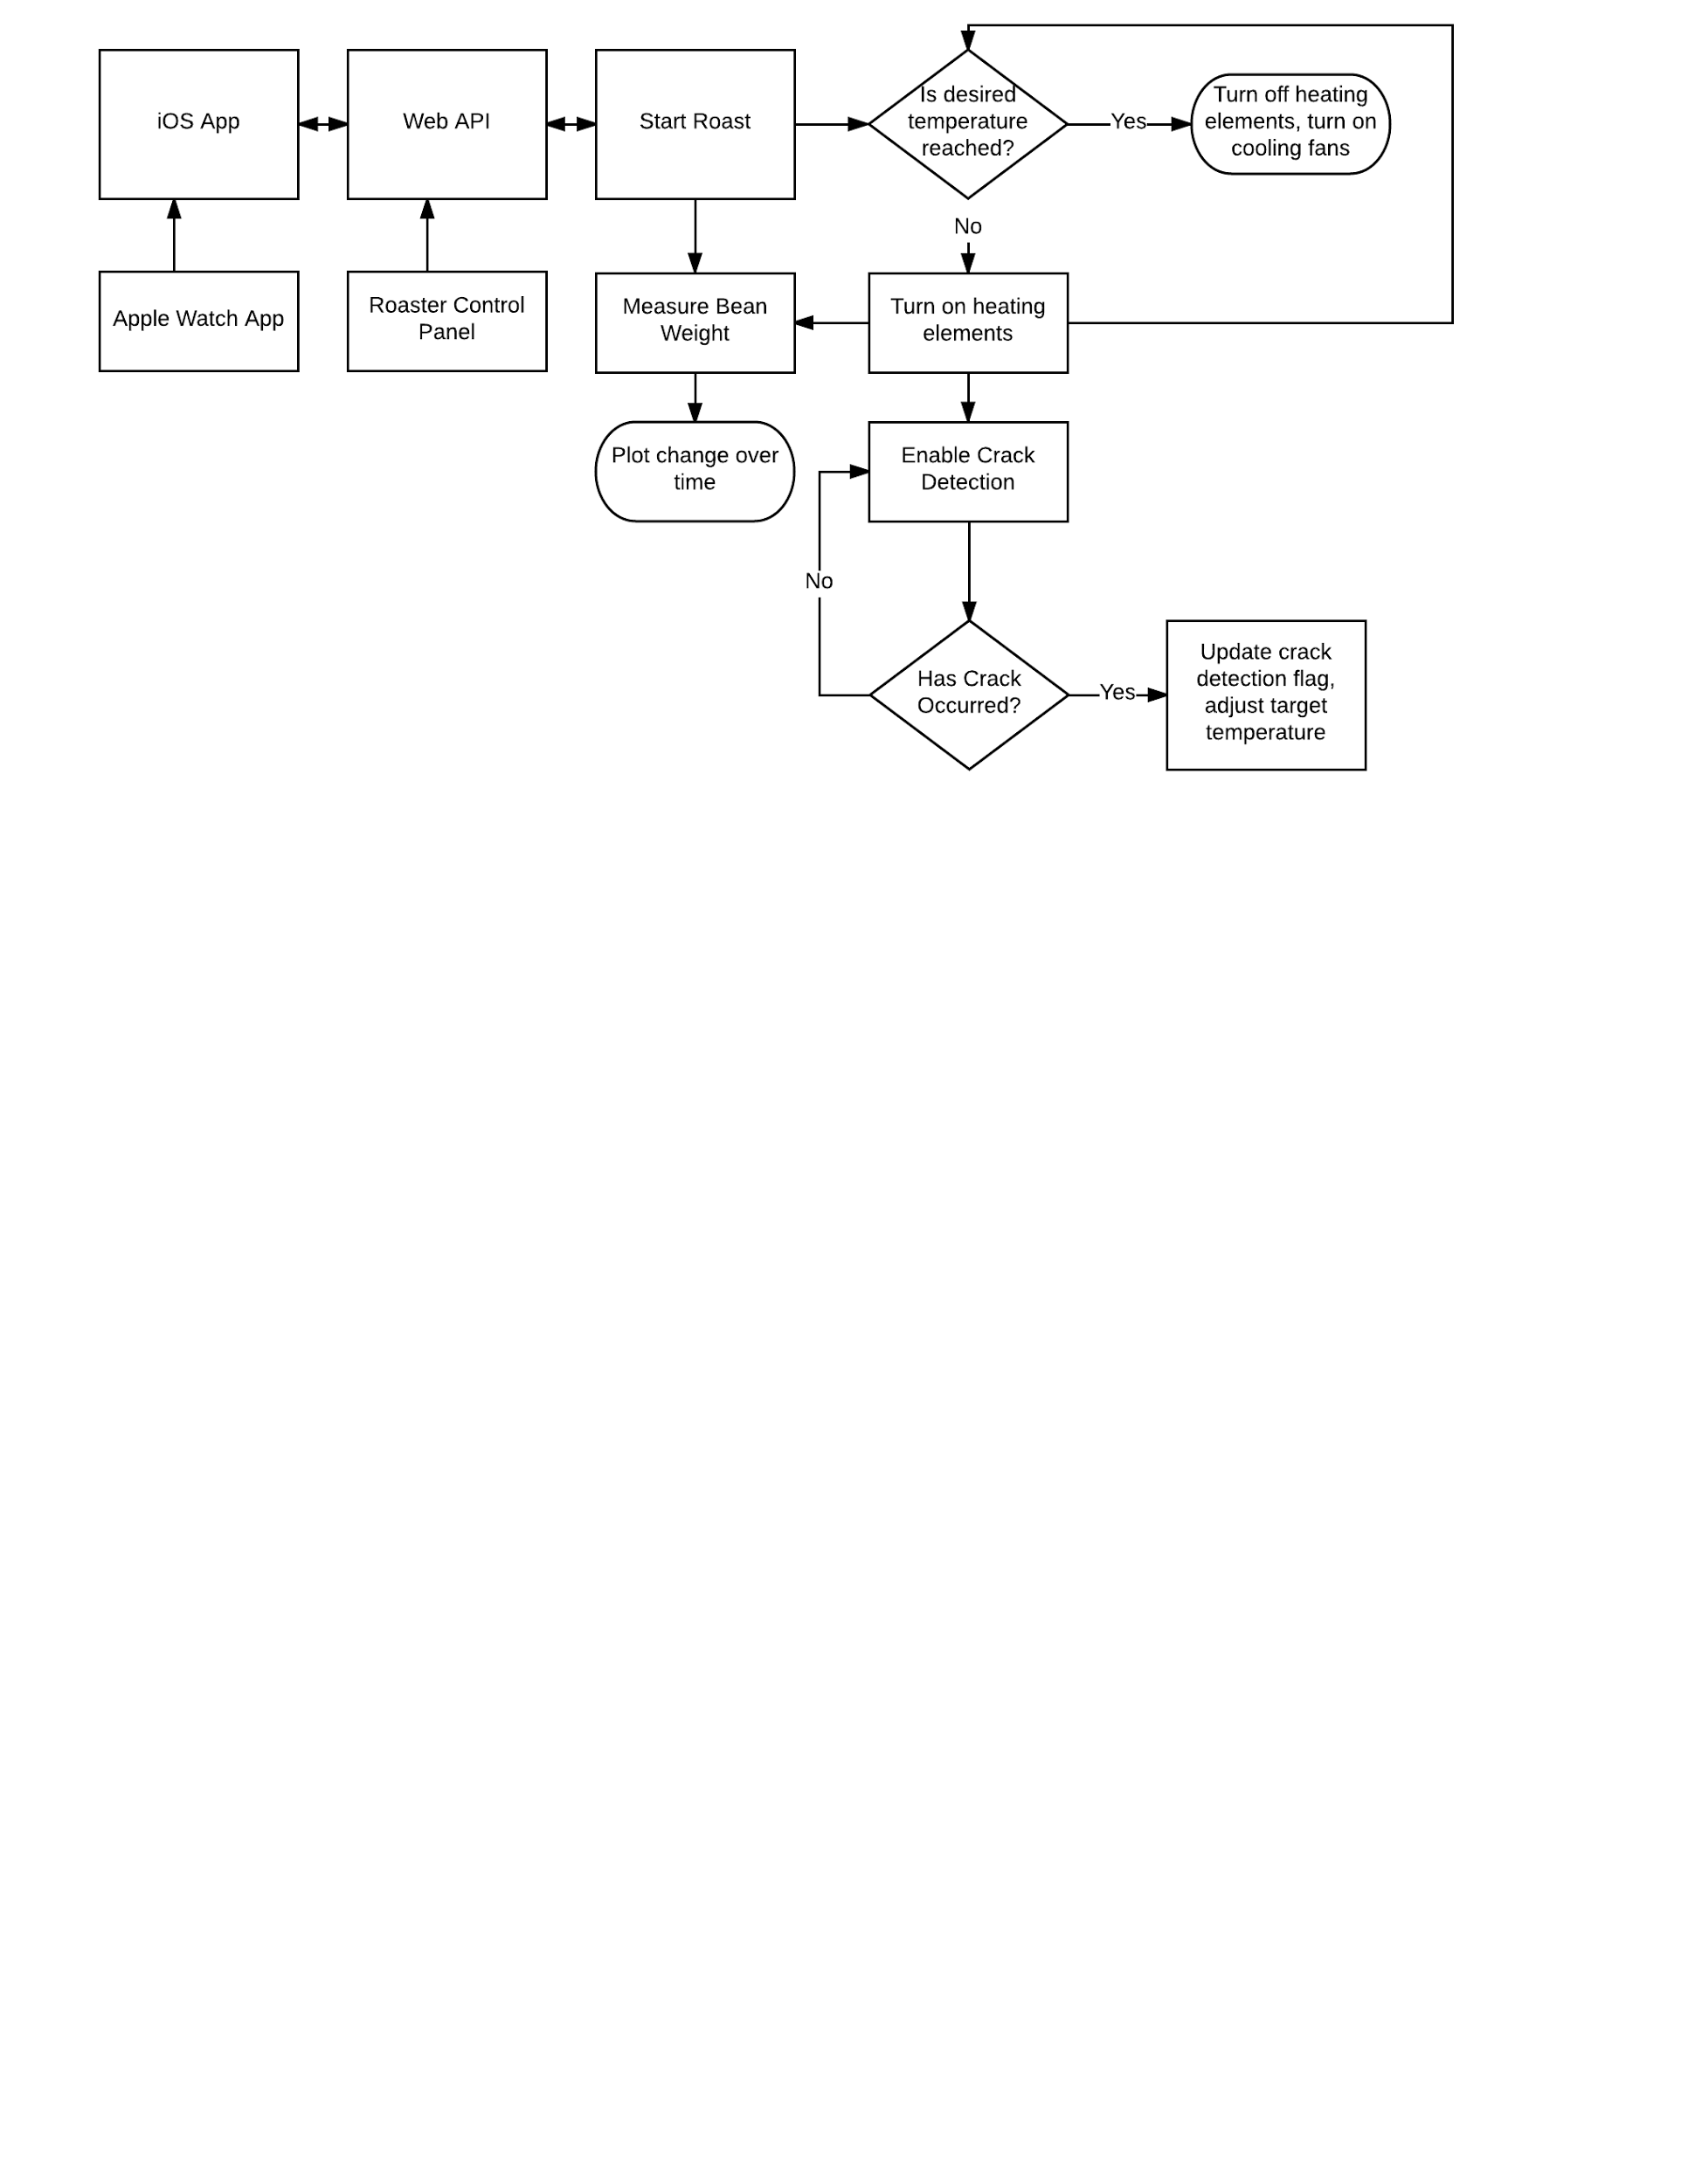 iOS App
Web API
Start Roast
Is desired
temperature
reached?
Yes
Turn off heating
elements, turn on
cooling fans
No
Apple Watch App
Roaster Control
Panel
Measure Bean
Weight
Turn on heating
elements
Plot change over
time
Enable Crack
Detection
No
Has Crack
Occurred?
Yes
Update crack
detection flag,
adjust target
temperature